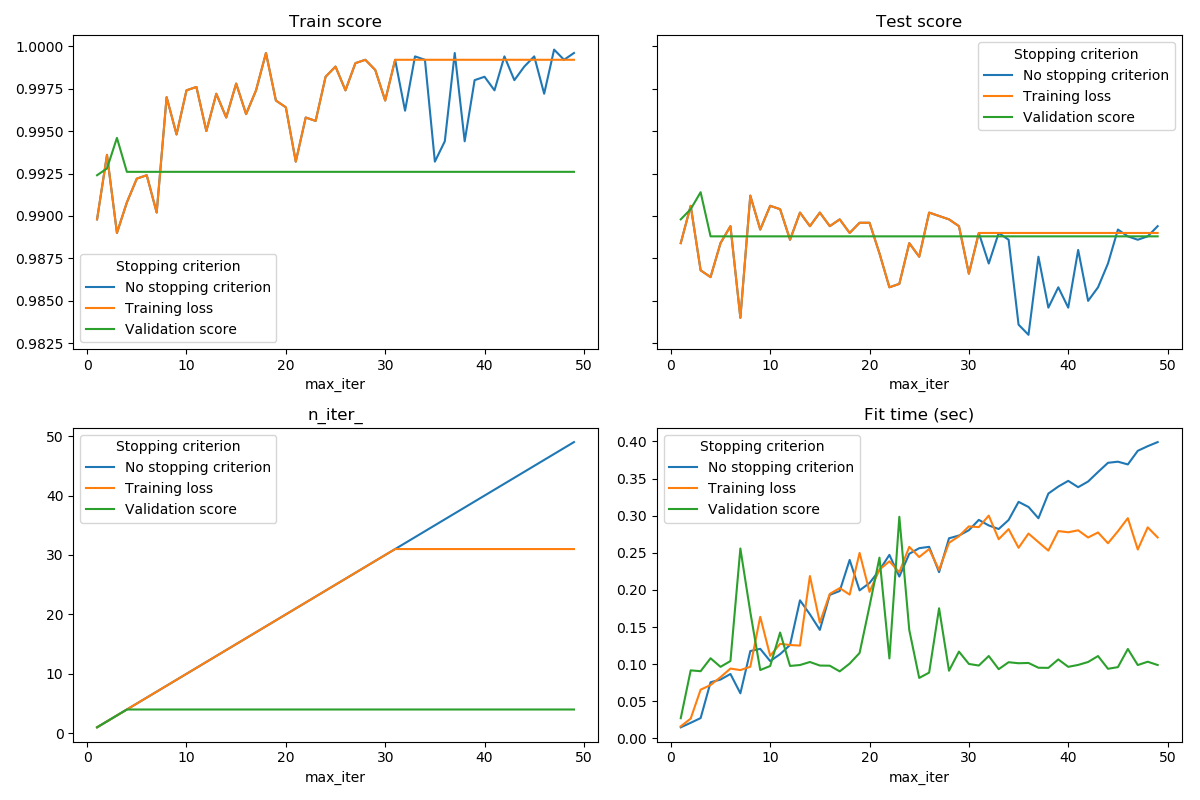 Train score
1.0000
0.9975
0.9950
0.9925
0.9900
0.9875
0.9850
0.9825
Stopping criterion
No stopping criterion
Training loss
Validation score
0 10 20 30 40 50
max_iter
Test score
Stopping criterion
No stopping criterion
Training loss
Validation score
0 10 20 30 40 50
max_iter
n_iter_
50
40
30
20
10
0
Stopping criterion
No stopping criterion
Training loss
Validation score
0 10 20 30 40 50
max_iter
Fit time (sec)
0.40
0.35
0.30
0.25
0.20
0.15
0.10
0.05
0.00
Stopping criterion
No stopping criterion
Training loss
Validation score
0 10 20 30 40 50
max_iter